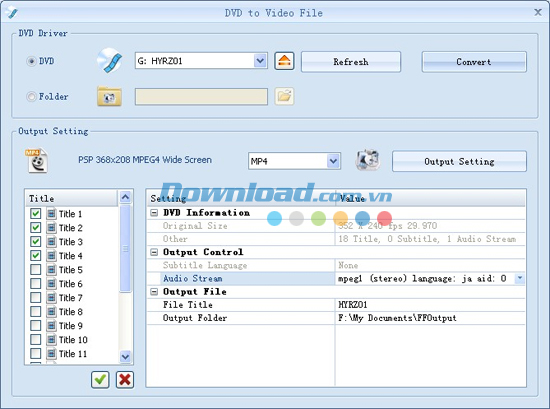 DVD to Video File
DVD Driver
DVD
G: HYRZ01
Refresh
Convert
Folder
Output Setting
MP4
PSP 368x208 MPEG4 Wide Screen
MP4
Output Setting
Title
Title 1
Title 2
Title 3
Title 4
Title 5
Title 6
Title 7
Title 8
Title 9
Title 10
Title 11
Download.com.vn
Setting Value
DVD Information
Original Size 352 x 240 fps 29.970
Other 18 Title, 0 Subtitle, 1 Audio Stream
Output Control
Subtitle Language None
Audio Stream mpeg1 (stereo) language: ja aid: 0
Output File
File Title HYRZ01
Output Folder F:\My Documents\FFOutput